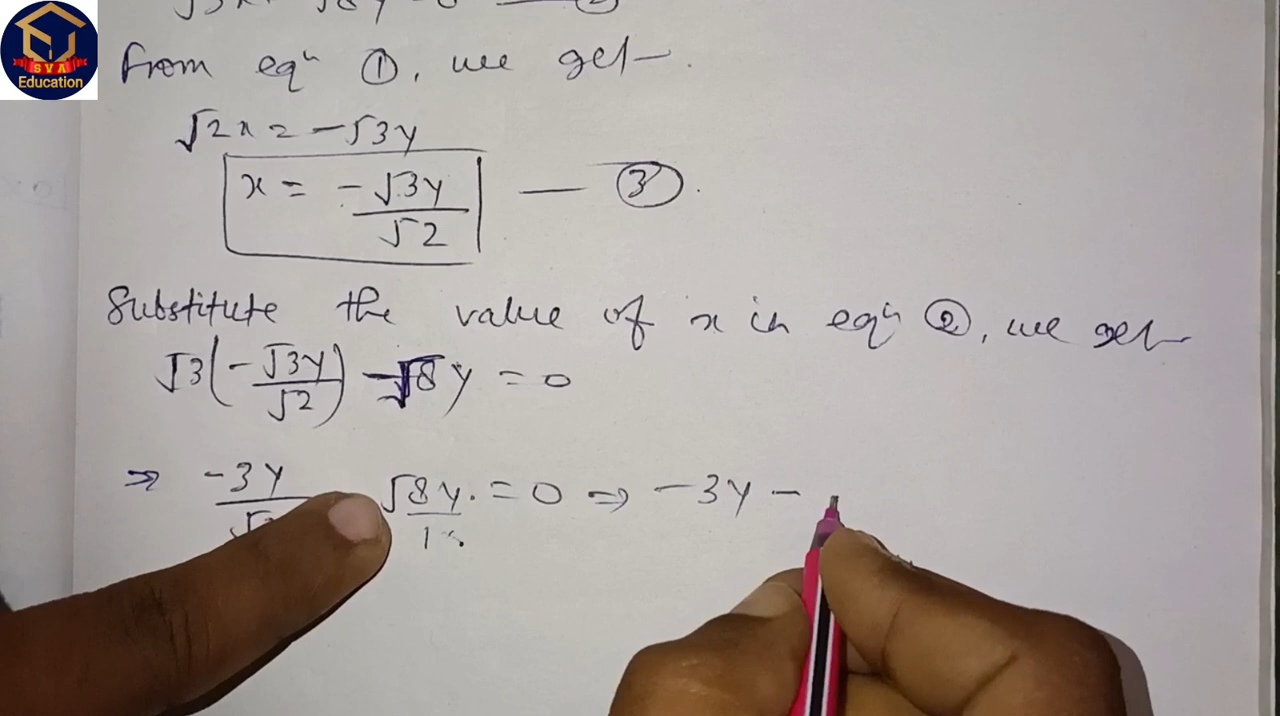 SVA
Education
From eqn ①, we get
√2x = -√3y
x = -√3y/√2 — ③.
Substitute the value of x in eqn ②, we get
√3(-√3y/√2) - √8y = 0
⇒ -3y/√ √8y/1 = 0 ⇒ -3y -